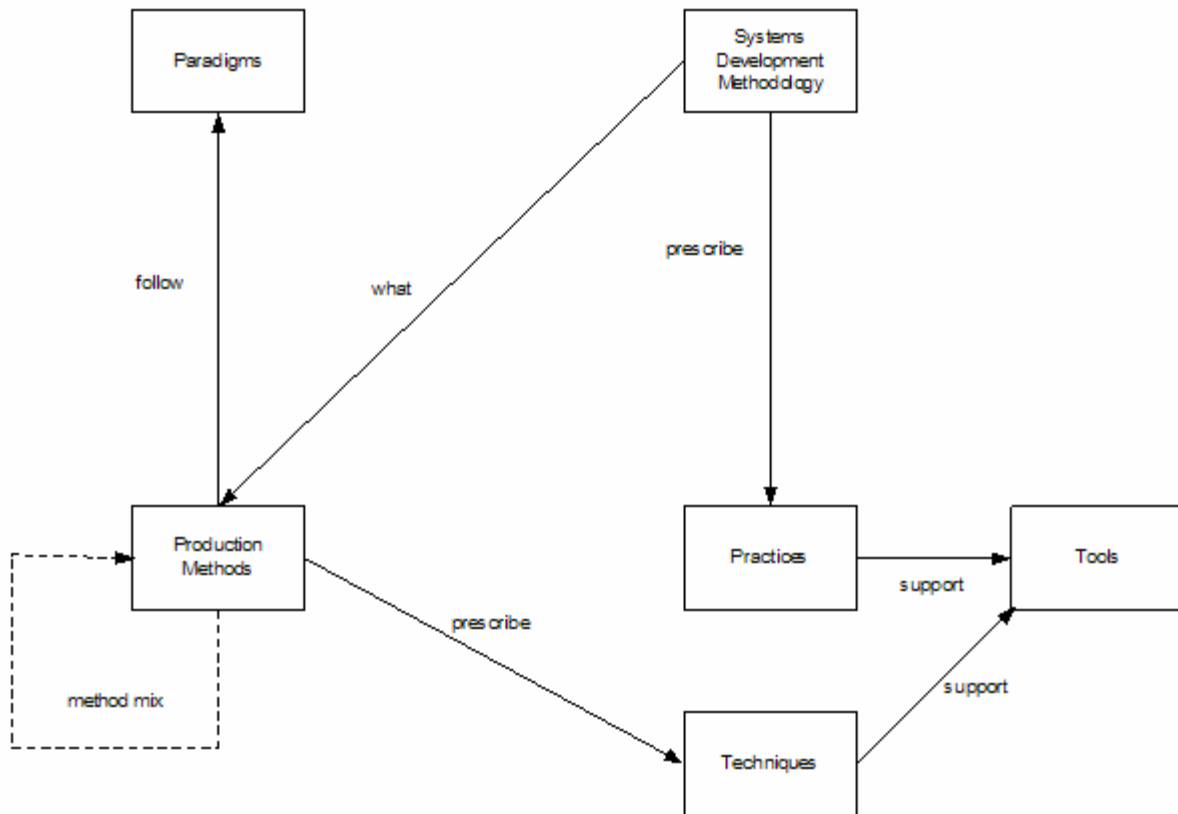 Paradigms
Systems
Development
Methodology
follow
what
prescribe
Production
Methods
Practices
Tools
support
prescribe
method mix
support
Techniques